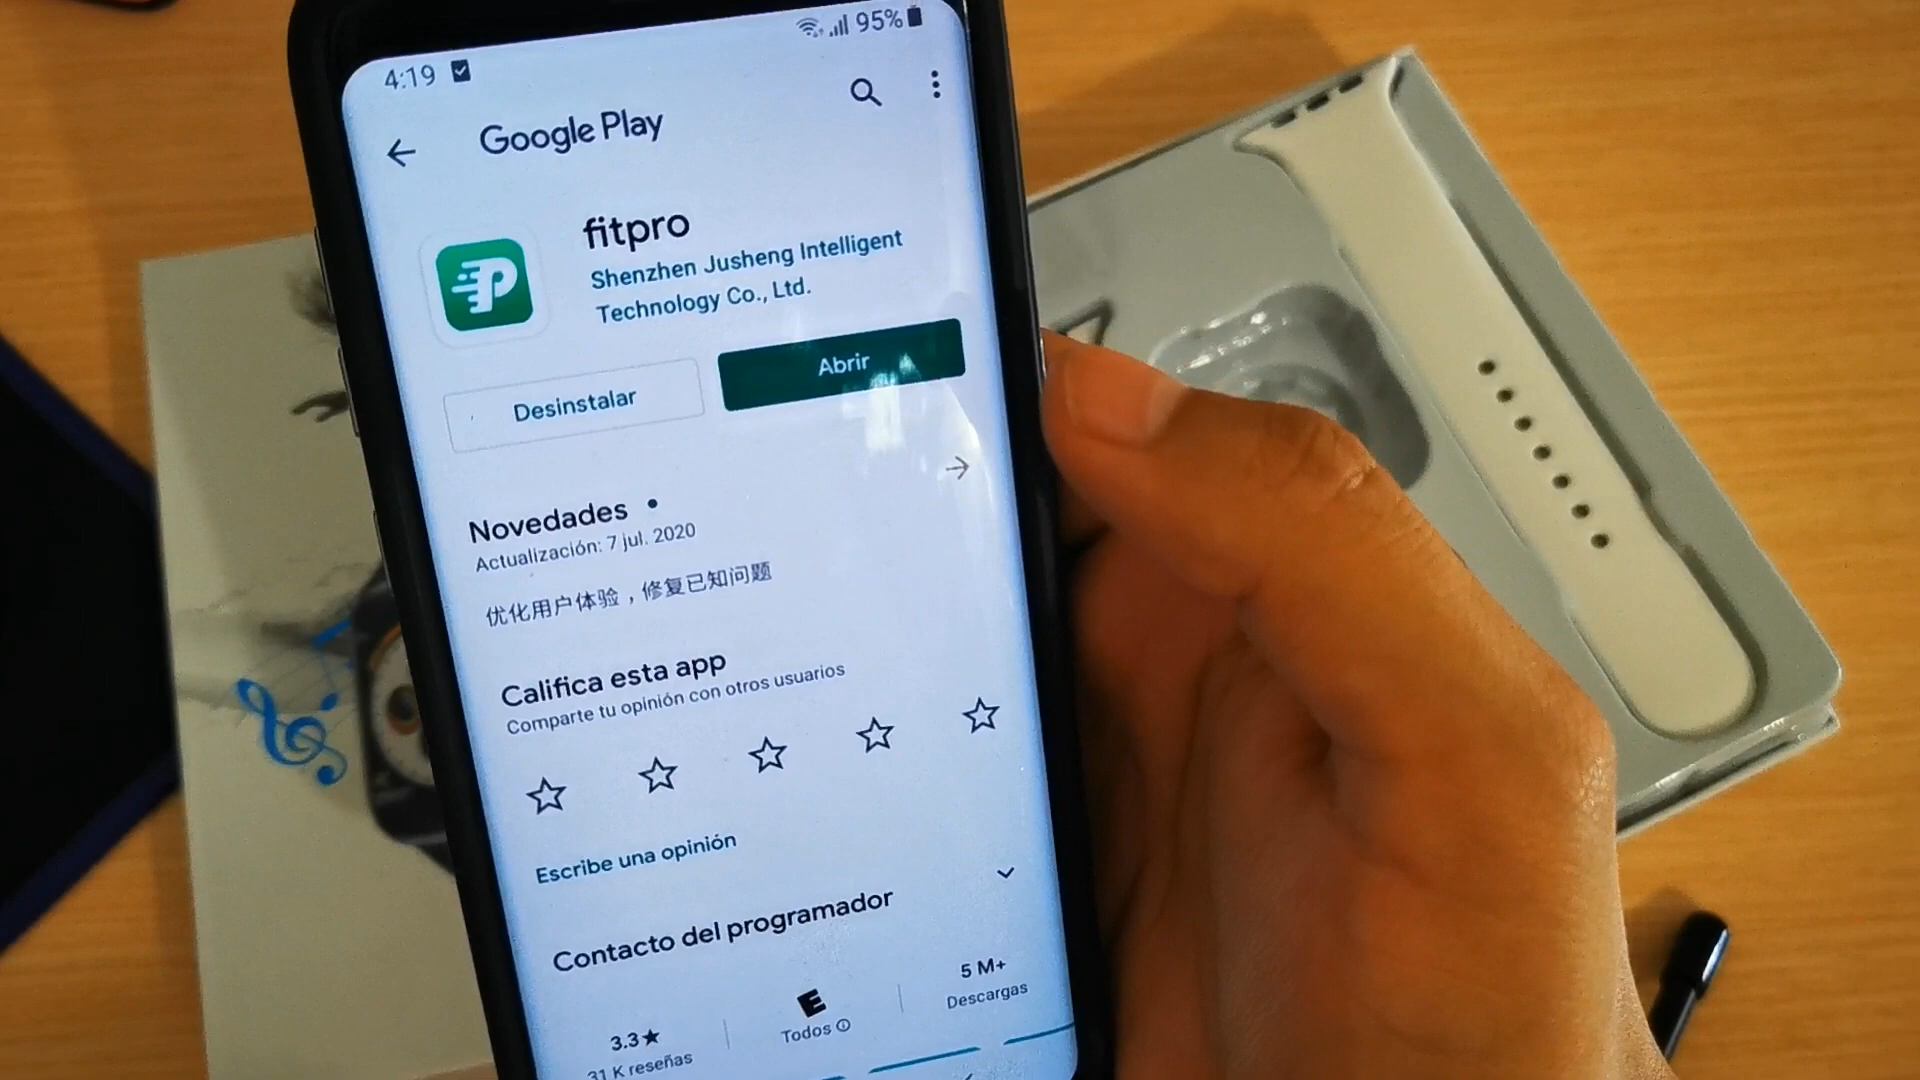 4:19
95%
Google Play
fitpro
Shenzhen Jusheng Intelligent
Technology Co., Ltd.
Desinstalar
Abrir
Novedades •
Actualización: 7 jul. 2020
优化用户体验，修复已知问题
Califica esta app
Comparte tu opinión con otros usuarios
Escribe una opinión
Contacto del programador
3.3★
31 K reseñas
E
Todos
5 M+
Descargas